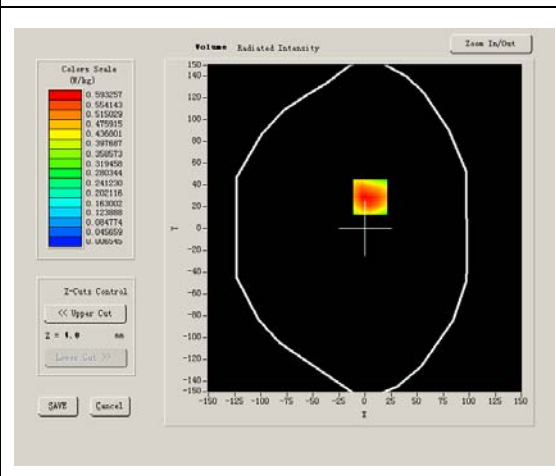 Volume Radiated Intensity
Zoom In/Out
Colors Scale
(W/kg)
0.593257
0.554143
0.515029
0.475915
0.436801
0.397687
0.358573
0.319458
0.280344
0.241230
0.202116
0.163002
0.123888
0.084774
0.045659
0.006545
Z-Cuts Control
<< Upper Cut
Z = 4.0 mm
Lower Cut >>
SAVE
Cancel
150
140
120
100
80
60
40
20
0
-20
-40
-60
-80
-100
-120
-140
-150
Y
-150 -125 -100 -75 -50 -25 0 25 50 75 100 125 150
X